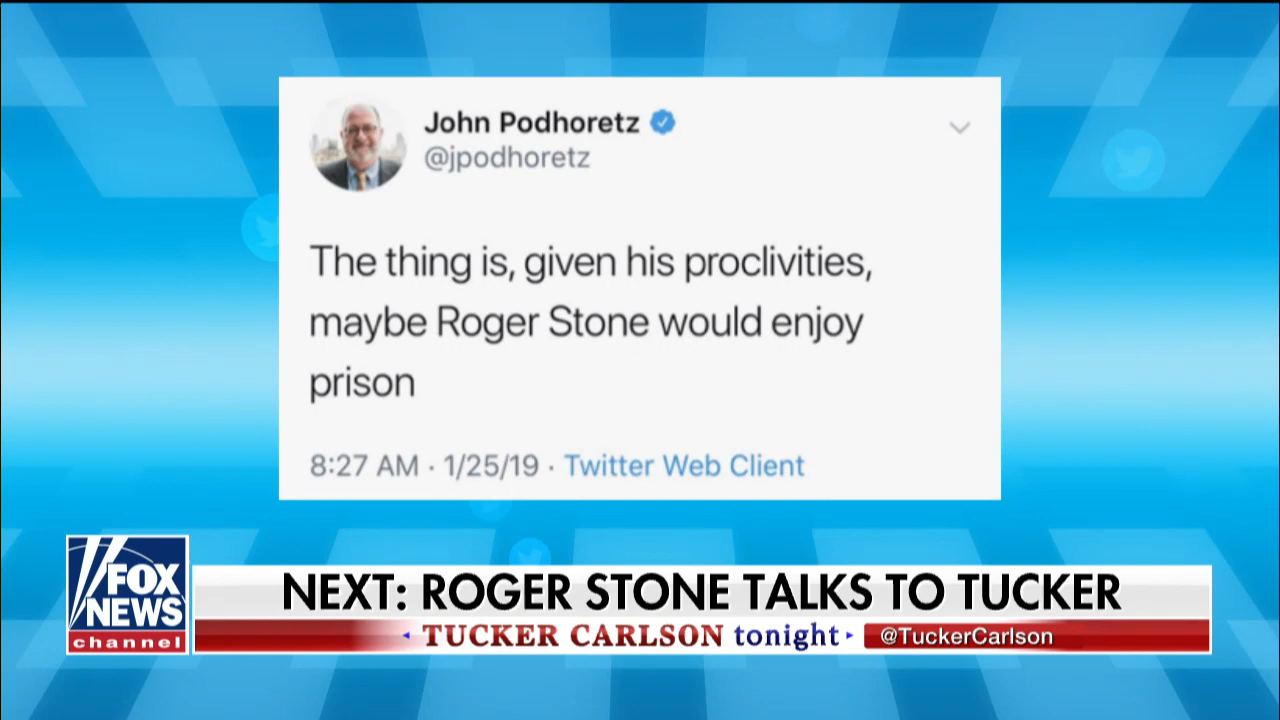 John Podhoretz
@jpodhoretz
The thing is, given his proclivities,
maybe Roger Stone would enjoy
prison
8:27 AM · 1/25/19 · Twitter Web Client
FOX
NEWS
channel
NEXT: ROGER STONE TALKS TO TUCKER
TUCKER CARLSON tonight
@TuckerCarlson